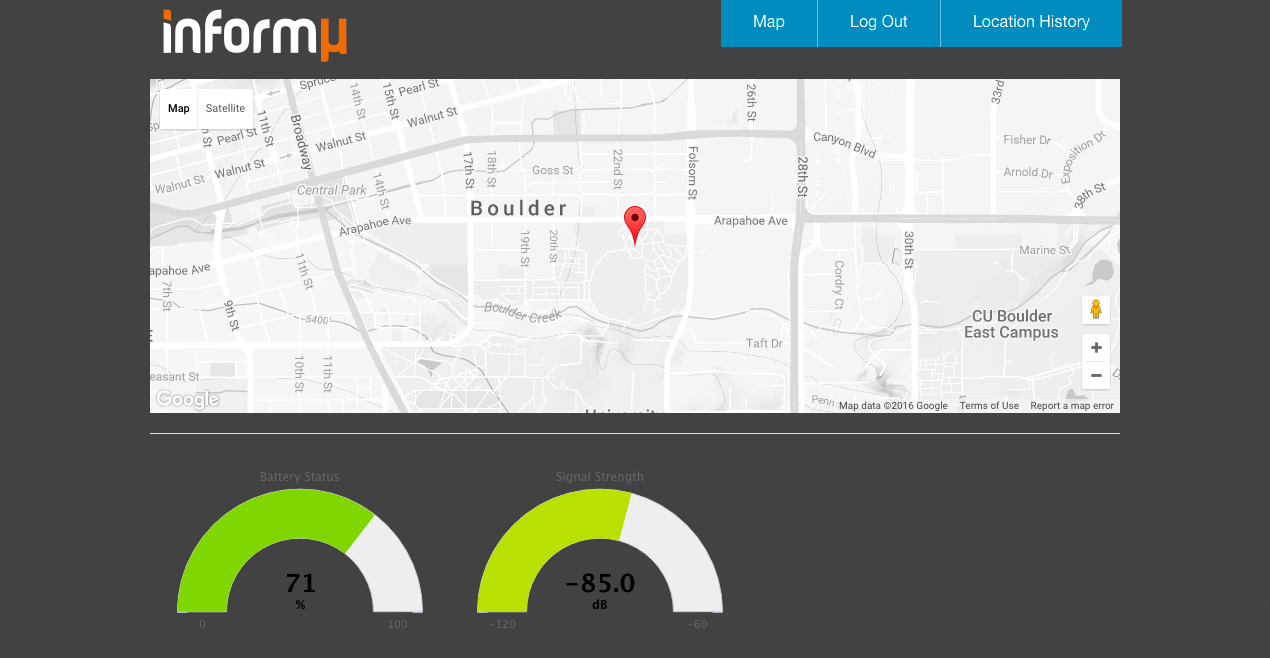 informµ
Map
Log Out
Location History
Map
Satellite
Spruce
Pearl St
14th St
15th St
Walnut St
26th St
33rd
11th St
Broadway
Pearl St
Walnut St
Canyon Blvd
Fisher Dr
Exposition Dr
Walnut St
Walnut St
17th St
18th St
Goss St
22nd St
Folsom St
28th St
Arnold Dr
38th St
Central Park
14th St
Boulder
Arapahoe Ave
Arapahoe Ave
19th St
20th St
30th St
Marine St
apahoe Ave
7th St
11th St
Cordry Ct
9th St
5400
Boulder Creek
CU Boulder
East Campus
Taft Dr
10th St
11th St
easant St
Penn
Google
Map data ©2016 Google
Terms of Use
Report a map error
Battery Status
Signal Strength
71
%
0
100
-85.0
dB
-120
-60